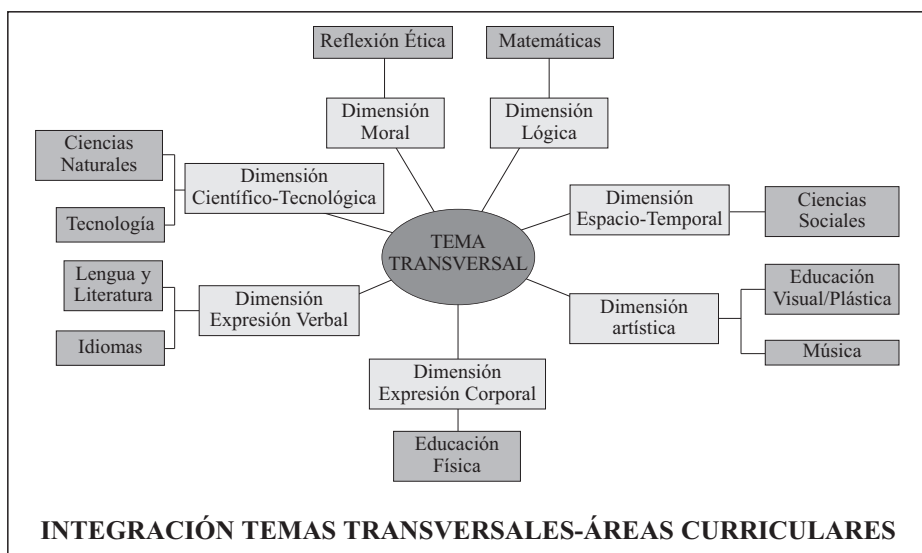 Reflexión Ética
Matemáticas
Dimensión
Moral
Dimensión
Lógica
Ciencias
Naturales
Dimensión
Científico-Tecnológica
Tecnología
Dimensión
Espacio-Temporal
Ciencias
Sociales
TEMA
TRANSVERSAL
Lengua y
Literatura
Dimensión
Expresión Verbal
Idiomas
Dimensión
artística
Educación
Visual/Plástica
Música
Dimensión
Expresión Corporal
Educación
Física
INTEGRACIÓN TEMAS TRANSVERSALES-ÁREAS CURRICULARES